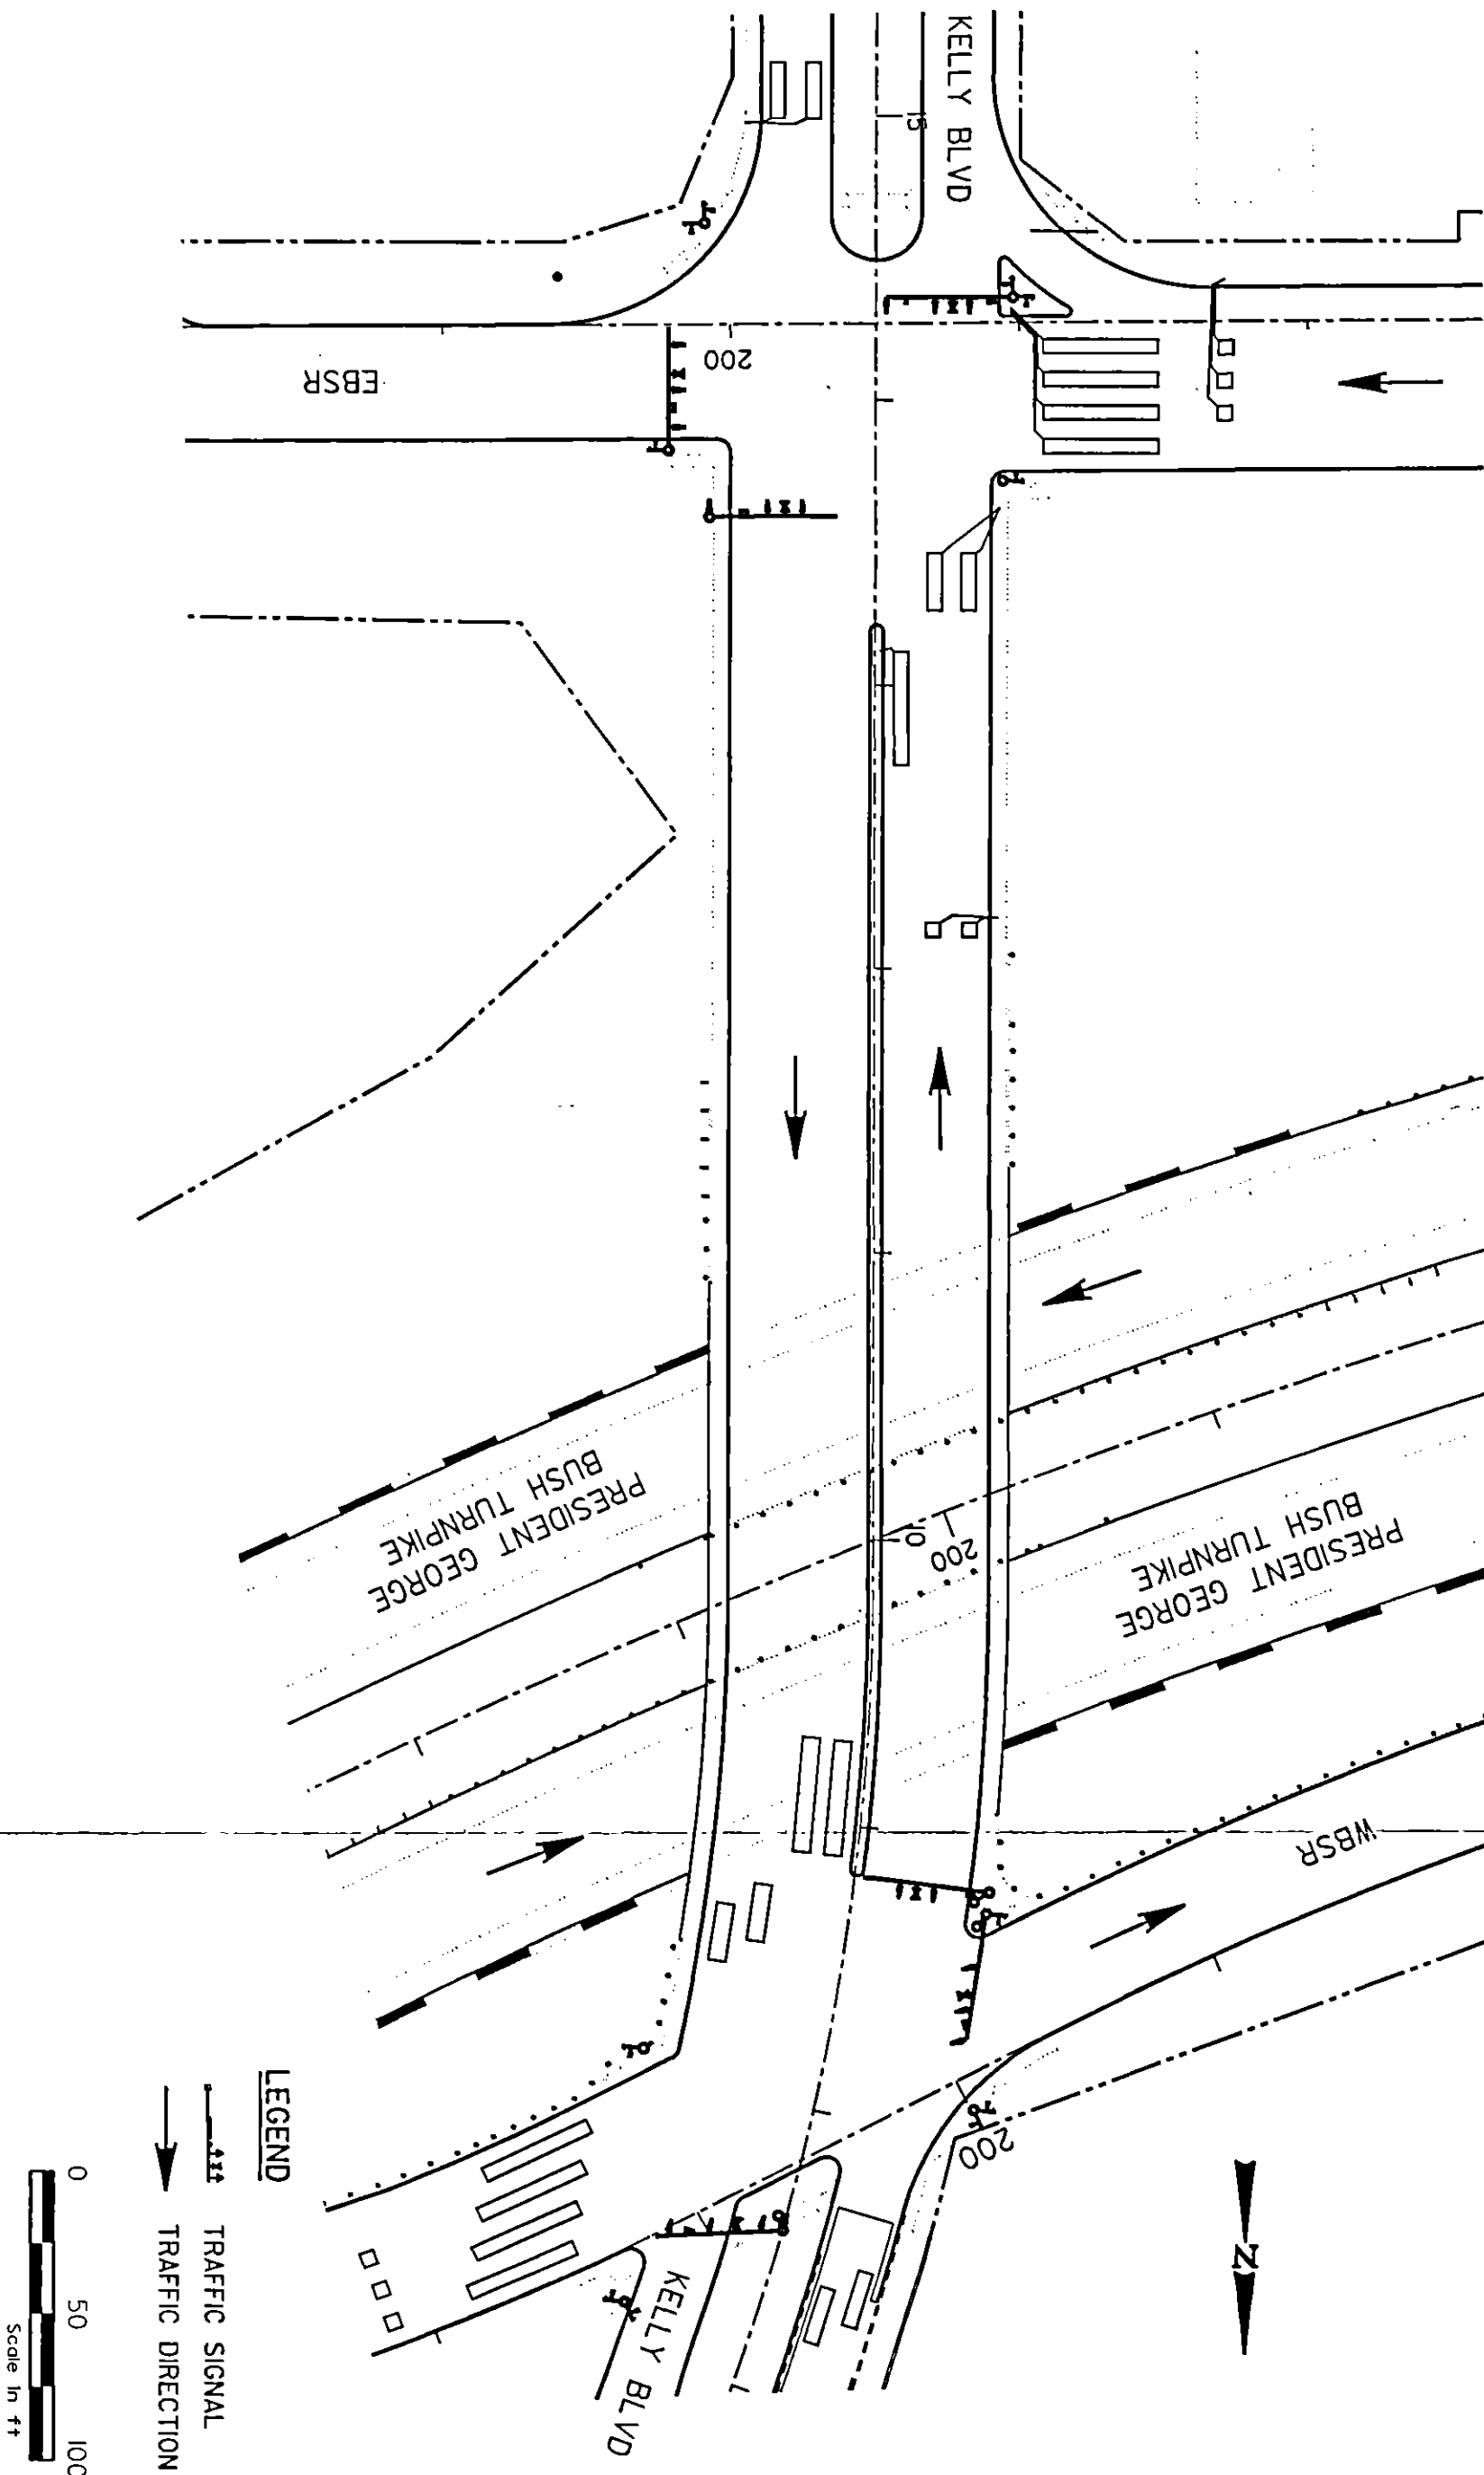 KELLY BLVD
15
200
EBSR
PRESIDENT GEORGE
BUSH TURNPIKE
10
200
PRESIDENT GEORGE
BUSH TURNPIKE
WBSR
200
KELLY BLVD
LEGEND
TRAFFIC SIGNAL
TRAFFIC DIRECTION
N
0 50 100
Scale in ft